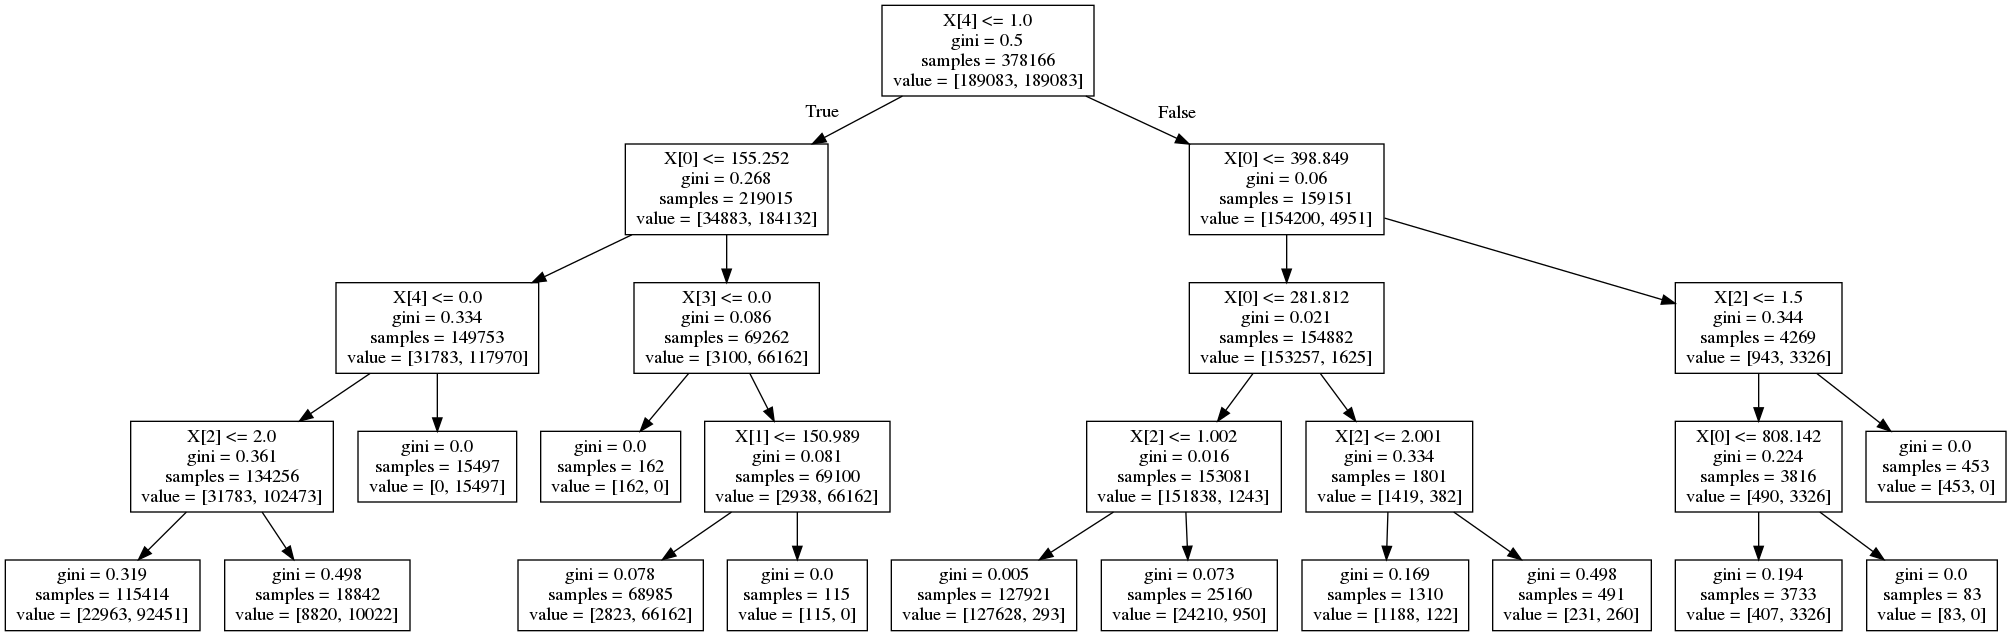 X[4] <= 1.0
gini = 0.5
samples = 378166
value = [189083, 189083]
True
False
X[0] <= 155.252
gini = 0.268
samples = 219015
value = [34883, 184132]
X[0] <= 398.849
gini = 0.06
samples = 159151
value = [154200, 4951]
X[4] <= 0.0
gini = 0.334
samples = 149753
value = [31783, 117970]
X[3] <= 0.0
gini = 0.086
samples = 69262
value = [3100, 66162]
X[0] <= 281.812
gini = 0.021
samples = 154882
value = [153257, 1625]
X[2] <= 1.5
gini = 0.344
samples = 4269
value = [943, 3326]
X[2] <= 2.0
gini = 0.361
samples = 134256
value = [31783, 102473]
gini = 0.0
samples = 15497
value = [0, 15497]
gini = 0.0
samples = 162
value = [162, 0]
X[1] <= 150.989
gini = 0.081
samples = 69100
value = [2938, 66162]
X[2] <= 1.002
gini = 0.016
samples = 153081
value = [151838, 1243]
X[2] <= 2.001
gini = 0.334
samples = 1801
value = [1419, 382]
X[0] <= 808.142
gini = 0.224
samples = 3816
value = [490, 3326]
gini = 0.0
samples = 453
value = [453, 0]
gini = 0.319
samples = 115414
value = [22963, 92451]
gini = 0.498
samples = 18842
value = [8820, 10022]
gini = 0.078
samples = 68985
value = [2823, 66162]
gini = 0.0
samples = 115
value = [115, 0]
gini = 0.005
samples = 127921
value = [127628, 293]
gini = 0.073
samples = 25160
value = [24210, 950]
gini = 0.169
samples = 1310
value = [1188, 122]
gini = 0.498
samples = 491
value = [231, 260]
gini = 0.194
samples = 3733
value = [407, 3326]
gini = 0.0
samples = 83
value = [83, 0]